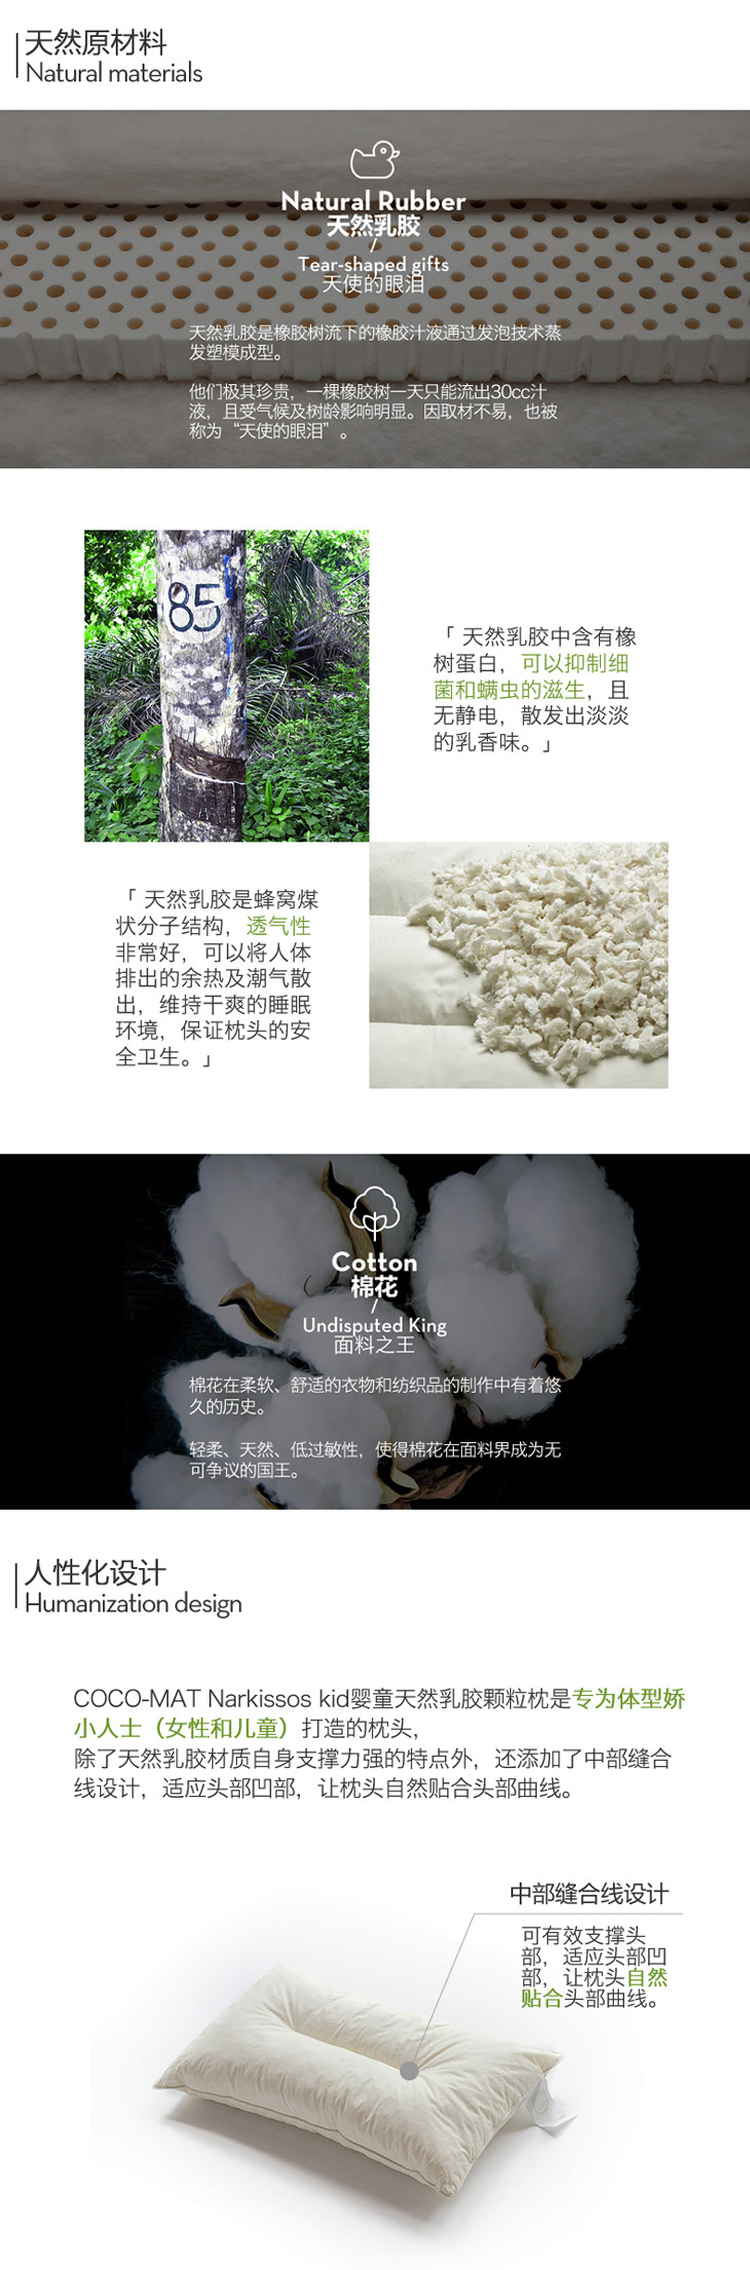 天然原材料
Natural materials
Natural Rubber
天然乳胶
/
Tear-shaped gifts
天使的眼泪
天然乳胶是橡胶树流下的橡胶汁液通过发泡技术蒸
发塑模成型。
他们极其珍贵，一棵橡胶树一天只能流出30cc汁
液，且受气候及树龄影响明显。因取材不易，也被
称为“天使的眼泪”。
85
「 天然乳胶中含有橡
树蛋白，可以抑制细
菌和螨虫的滋生，且
无静电，散发出淡淡
的乳香味。」
「 天然乳胶是蜂窝煤
状分子结构，透气性
非常好，可以将人体
排出的余热及潮气散
出，维持干爽的睡眠
环境，保证枕头的安
全卫生。」
Cotton
棉花
/
Undisputed King
面料之王
棉花在柔软、舒适的衣物和纺织品的制作中有着悠
久的历史。
轻柔、天然、低过敏性，使得棉花在面料界成为无
可争议的国王。
人性化设计
Humanization design
COCO-MAT Narkissos kid婴童天然乳胶颗粒枕是专为体型娇
小人士（女性和儿童）打造的枕头，
除了天然乳胶材质自身支撑力强的特点外，还添加了中部缝合
线设计，适应头部凹部，让枕头自然贴合头部曲线。
中部缝合线设计
可有效支撑头
部，适应头部凹
部，让枕头自然
贴合头部曲线。